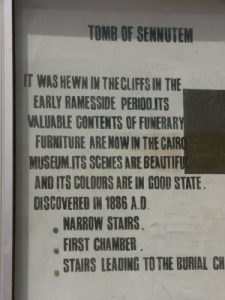 TOMB OF SENNUTEM
IT WAS HEWN IN THE CLIFFS IN THE
EARLY RAMESSIDE PERIOD.ITS
VALUABLE CONTENTS OF FUNERARY
FURNITURE ARE NOW IN THE CAIRO
MUSEUM.ITS SCENES ARE BEAUTIFUL
AND ITS COLOURS ARE IN GOOD STATE.
DISCOVERED IN 1886 A.D.
• NARROW STAIRS.
• FIRST CHAMBER.
• STAIRS LEADING TO THE BURIAL CH